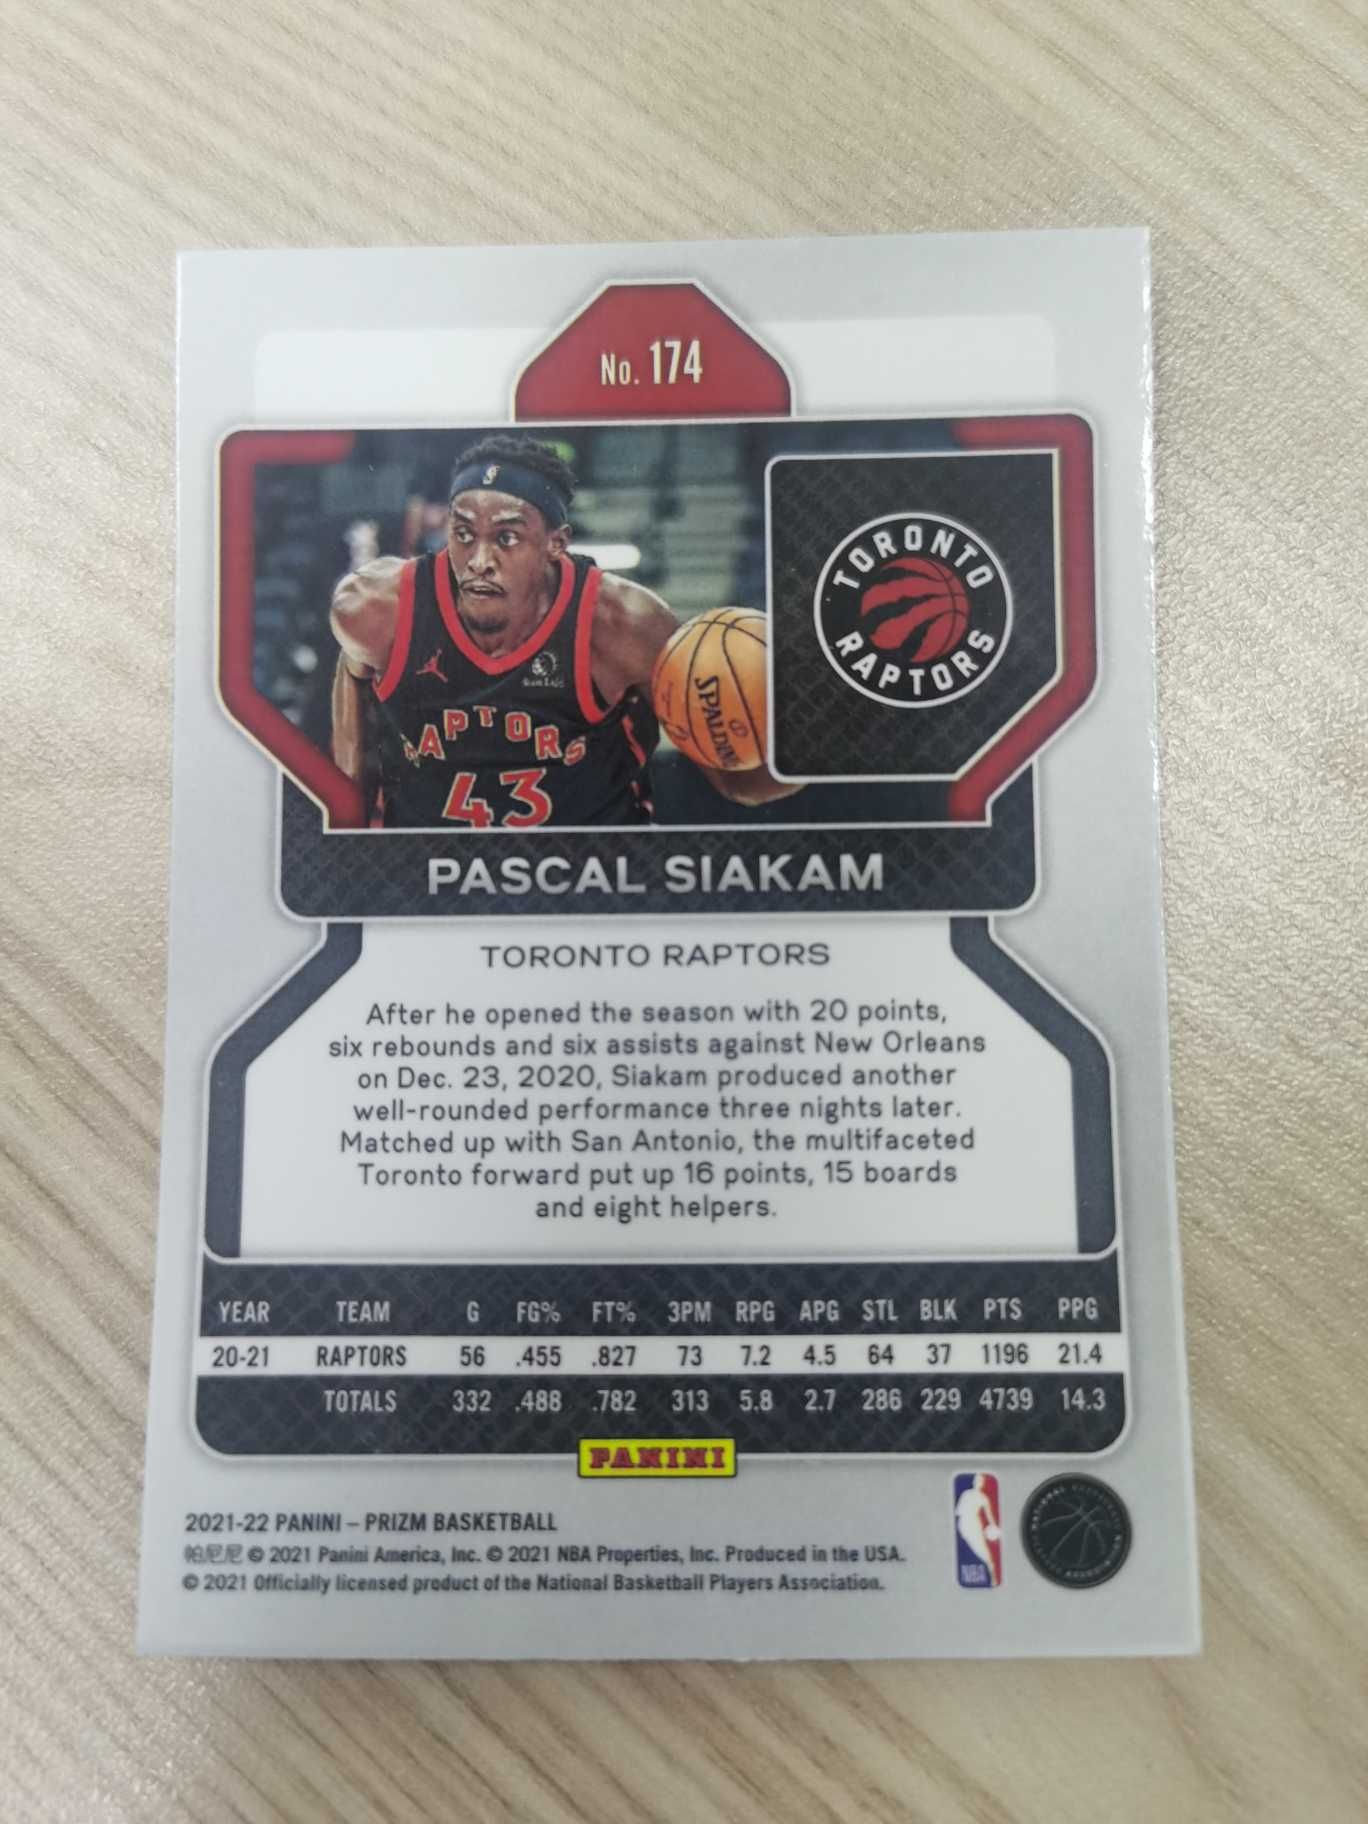 No. 174
TORONTO
RAPTORS
SPALDING
RAPTORS
43
PASCAL SIAKAM
TORONTO RAPTORS
After he opened the season with 20 points,
six rebounds and six assists against New Orleans
on Dec. 23, 2020, Siakam produced another
well-rounded performance three nights later.
Matched up with San Antonio, the multifaceted
Toronto forward put up 16 points, 15 boards
and eight helpers.
YEAR TEAM G FG% FT% 3PM RPG APG STL BLK PTS PPG
20-21 RAPTORS 56 .455 .827 73 7.2 4.5 64 37 1196 21.4
TOTALS 332 .488 .782 313 5.8 2.7 286 229 4739 14.3
PANINI
2021-22 PANINI – PRIZM BASKETBALL
帕尼尼 © 2021 Panini America, Inc. © 2021 NBA Properties, Inc. Produced in the USA.
© 2021 Officially licensed product of the National Basketball Players Association.
NBA